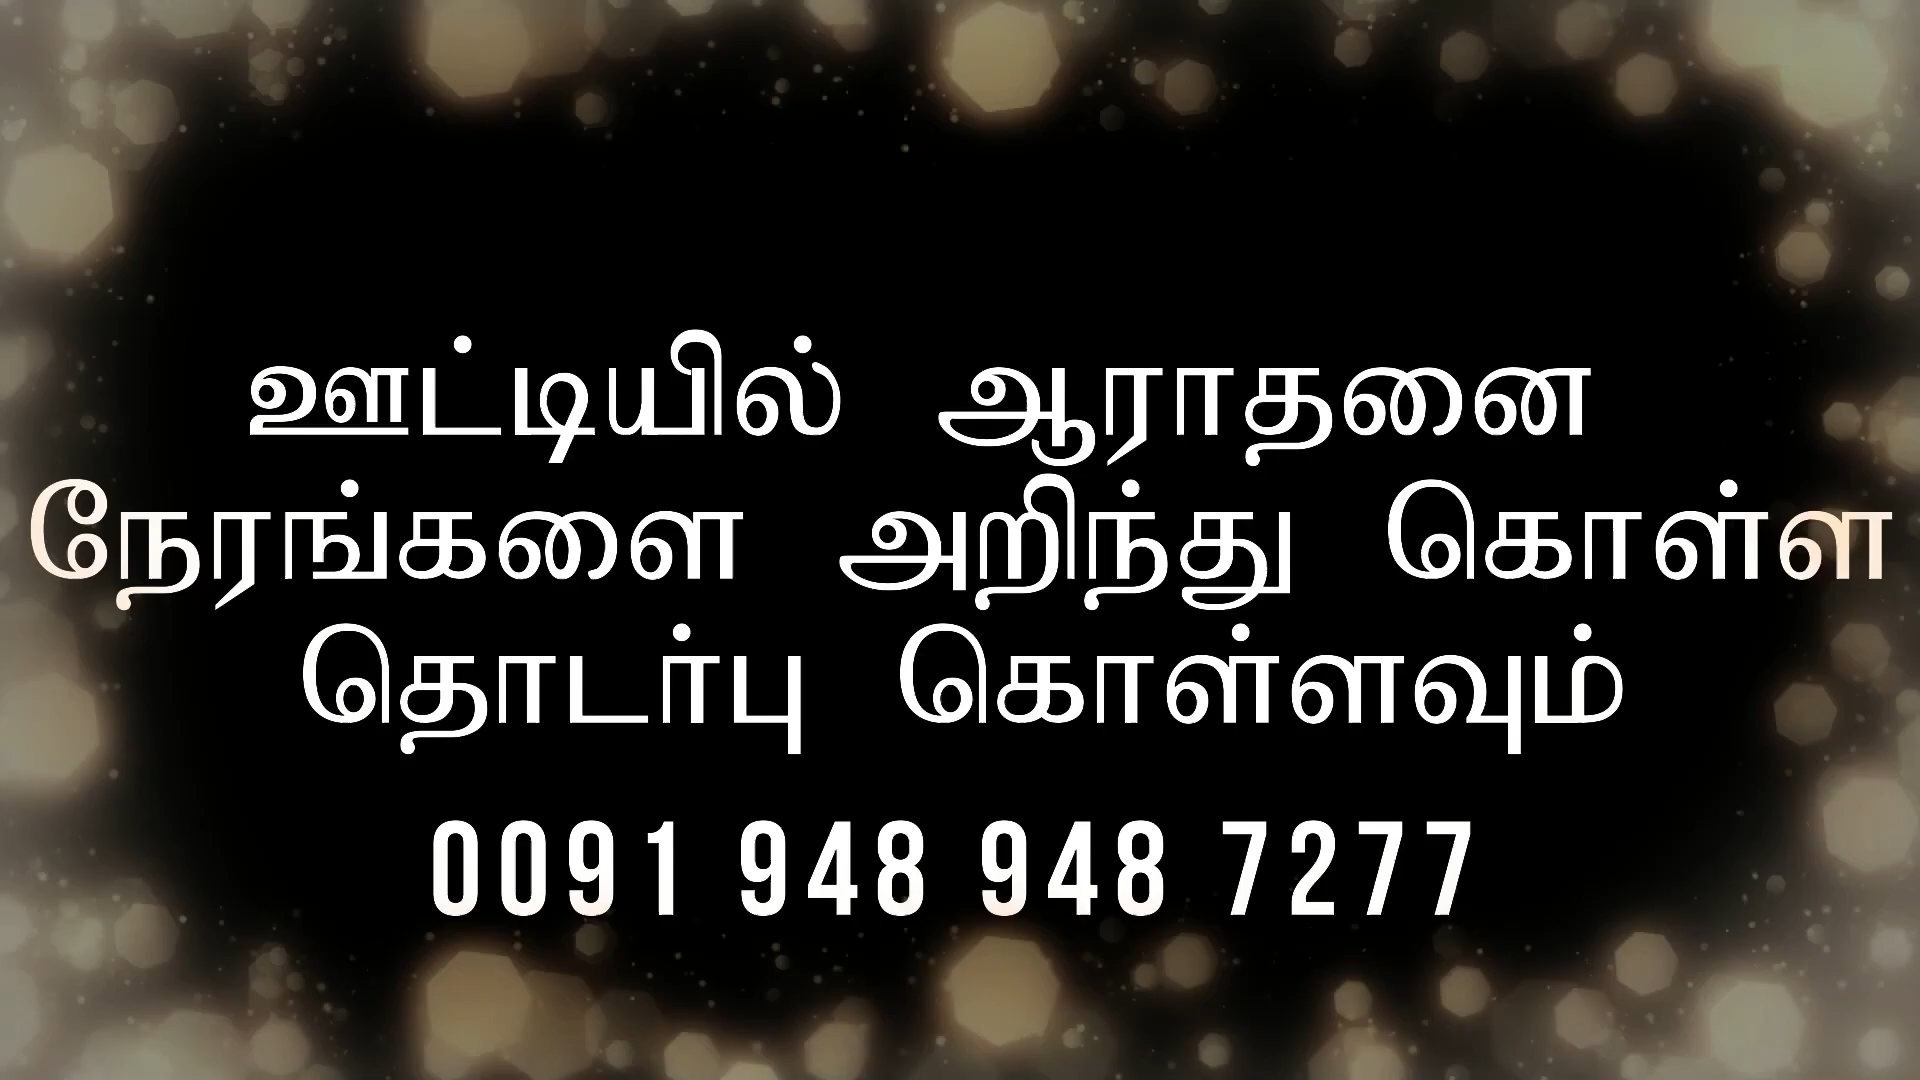 ஊட்டியில் ஆராதனை
நேரங்களை அறிந்து கொள்ள
தொடர்பு கொள்ளவும்
0091 948 948 7277